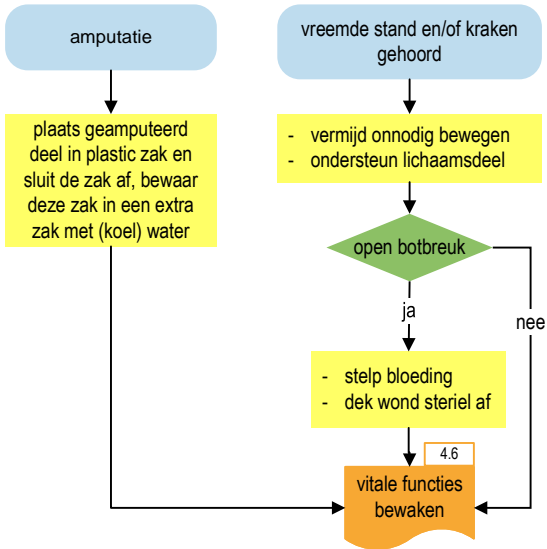 amputatie
plaats geamputeerd
deel in plastic zak en
sluit de zak af, bewaar
deze zak in een extra
zak met (koel) water
vreemde stand en/of kraken
gehoord
- vermijd onnodig bewegen
- ondersteun lichaamsdeel
open botbreuk
ja
nee
- stelp bloeding
- dek wond steriel af
4.6
vitale functies
bewaken